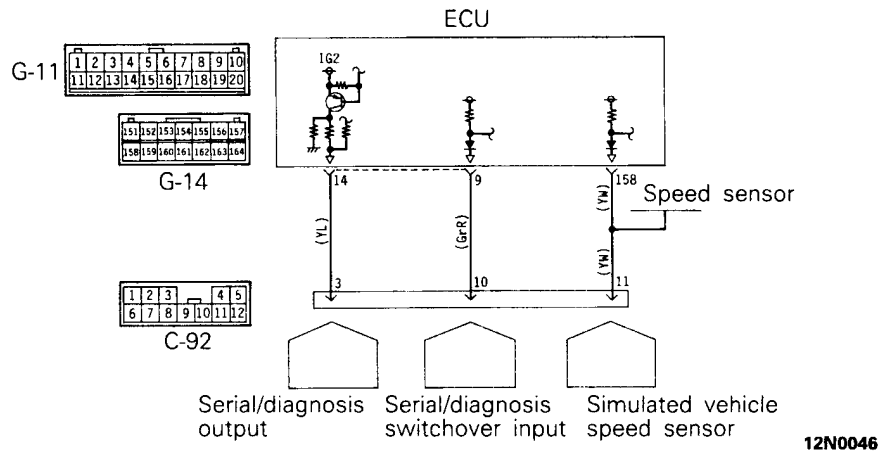 ECU
G-11
1 2 3 4 5 6 7 8 9 10
11 12 13 14 15 16 17 18 19 20
IG2
151 152 153 154 155 156 157
158 159 160 161 162 163 164
G-14
14
9
158
Speed sensor
(YL)
(GrR)
(YW)
(YW)
3
10
11
1 2 3 4 5
6 7 8 9 10 11 12
C-92
Serial/diagnosis output
Serial/diagnosis switchover input
Simulated vehicle speed sensor
12N0046